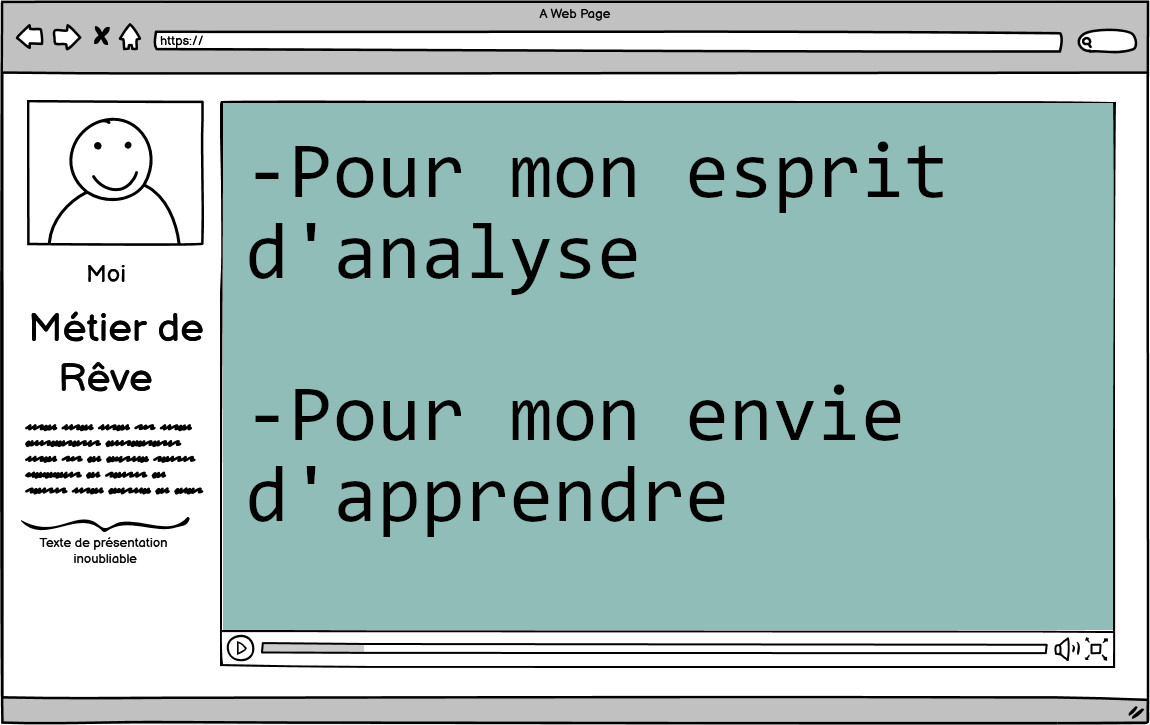 A Web Page
https://
Moi
Métier de
Rêve
Texte de présentation
inoubliable
-Pour mon esprit
d'analyse
-Pour mon envie
d'apprendre